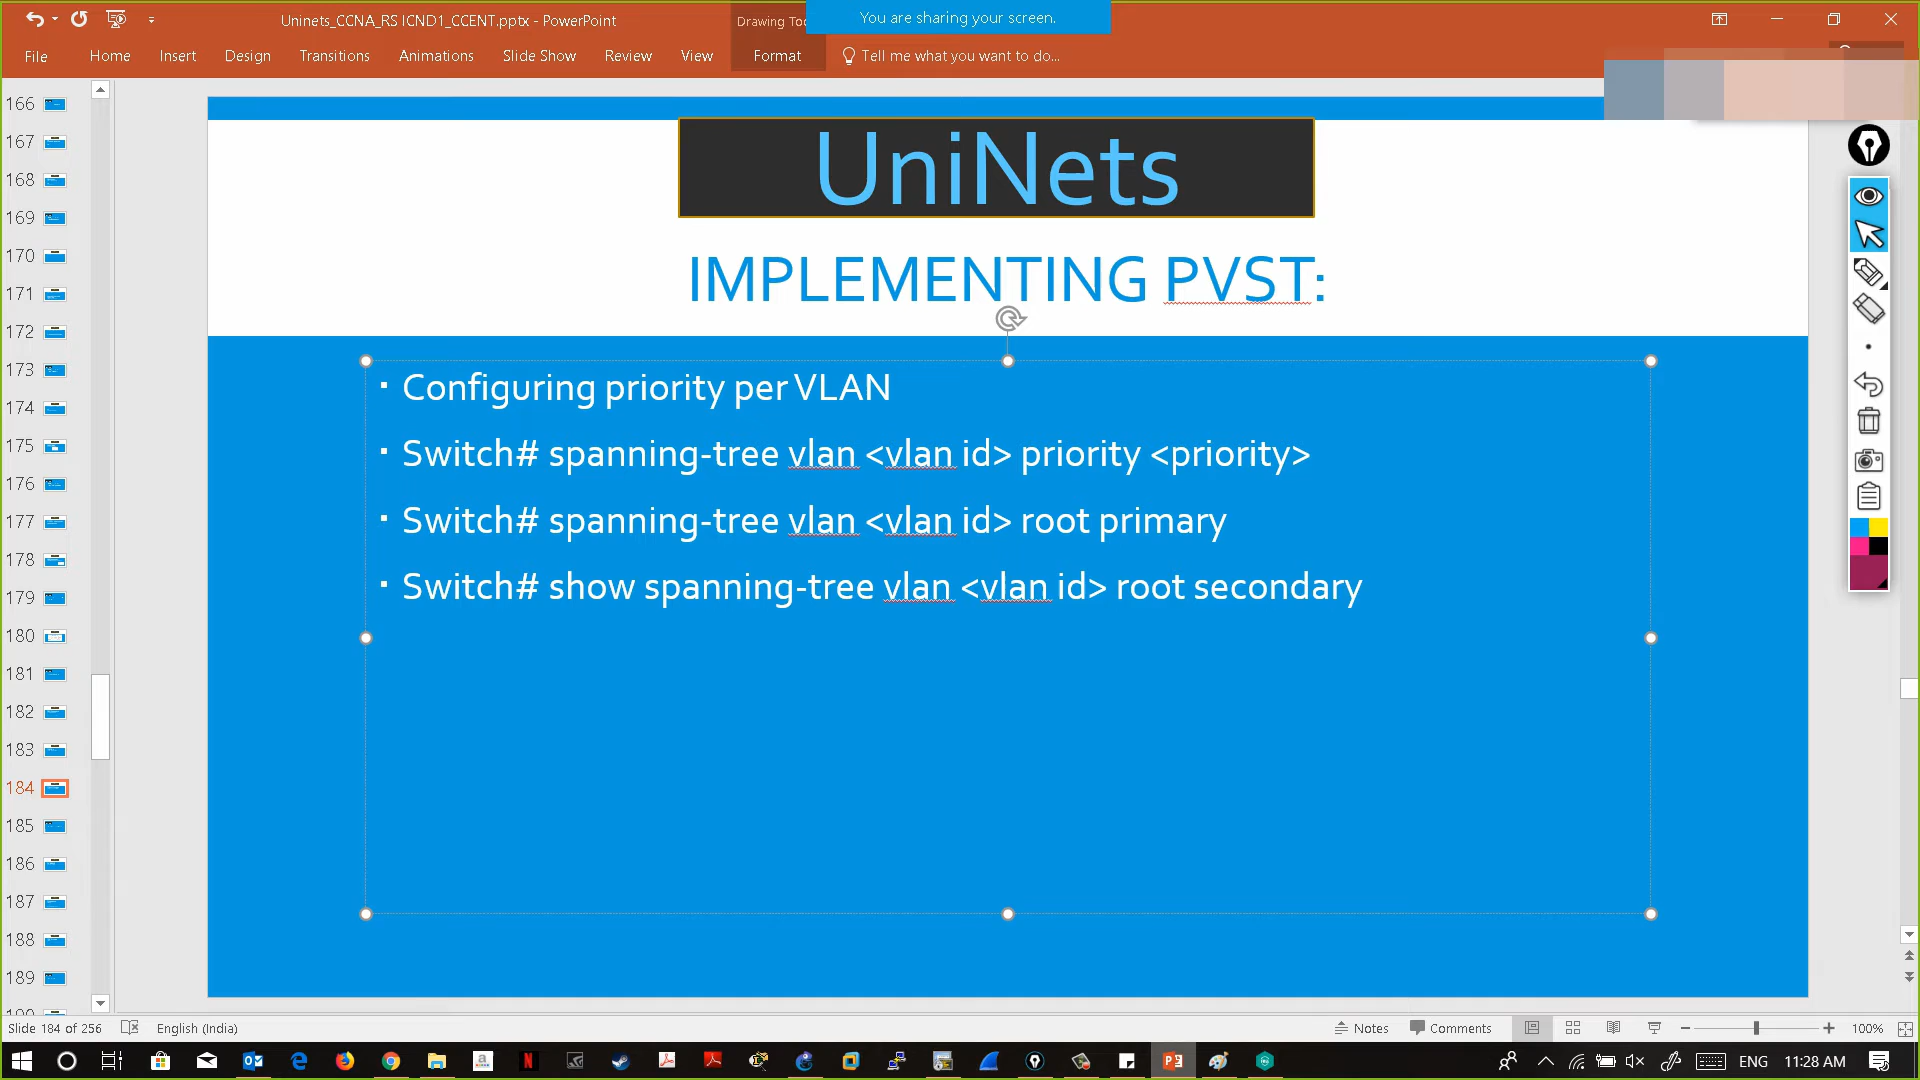 Uninets_CCNA_RS ICND1_CCENT.pptx - PowerPoint
Drawing Too
You are sharing your screen.
File Home Insert Design Transitions Animations Slide Show Review View Format Tell me what you want to do...
166
167
168
169
170
171
172
173
174
175
176
177
178
179
180
181
182
183
184
185
186
187
188
189
UniNets
IMPLEMENTING PVST:
▪ Configuring priority per VLAN
▪ Switch# spanning-tree vlan <vlan id> priority <priority>
▪ Switch# spanning-tree vlan <vlan id> root primary
▪ Switch# show spanning-tree vlan <vlan id> root secondary
Slide 184 of 256 English (India) Notes Comments 100%
ENG 11:28 AM